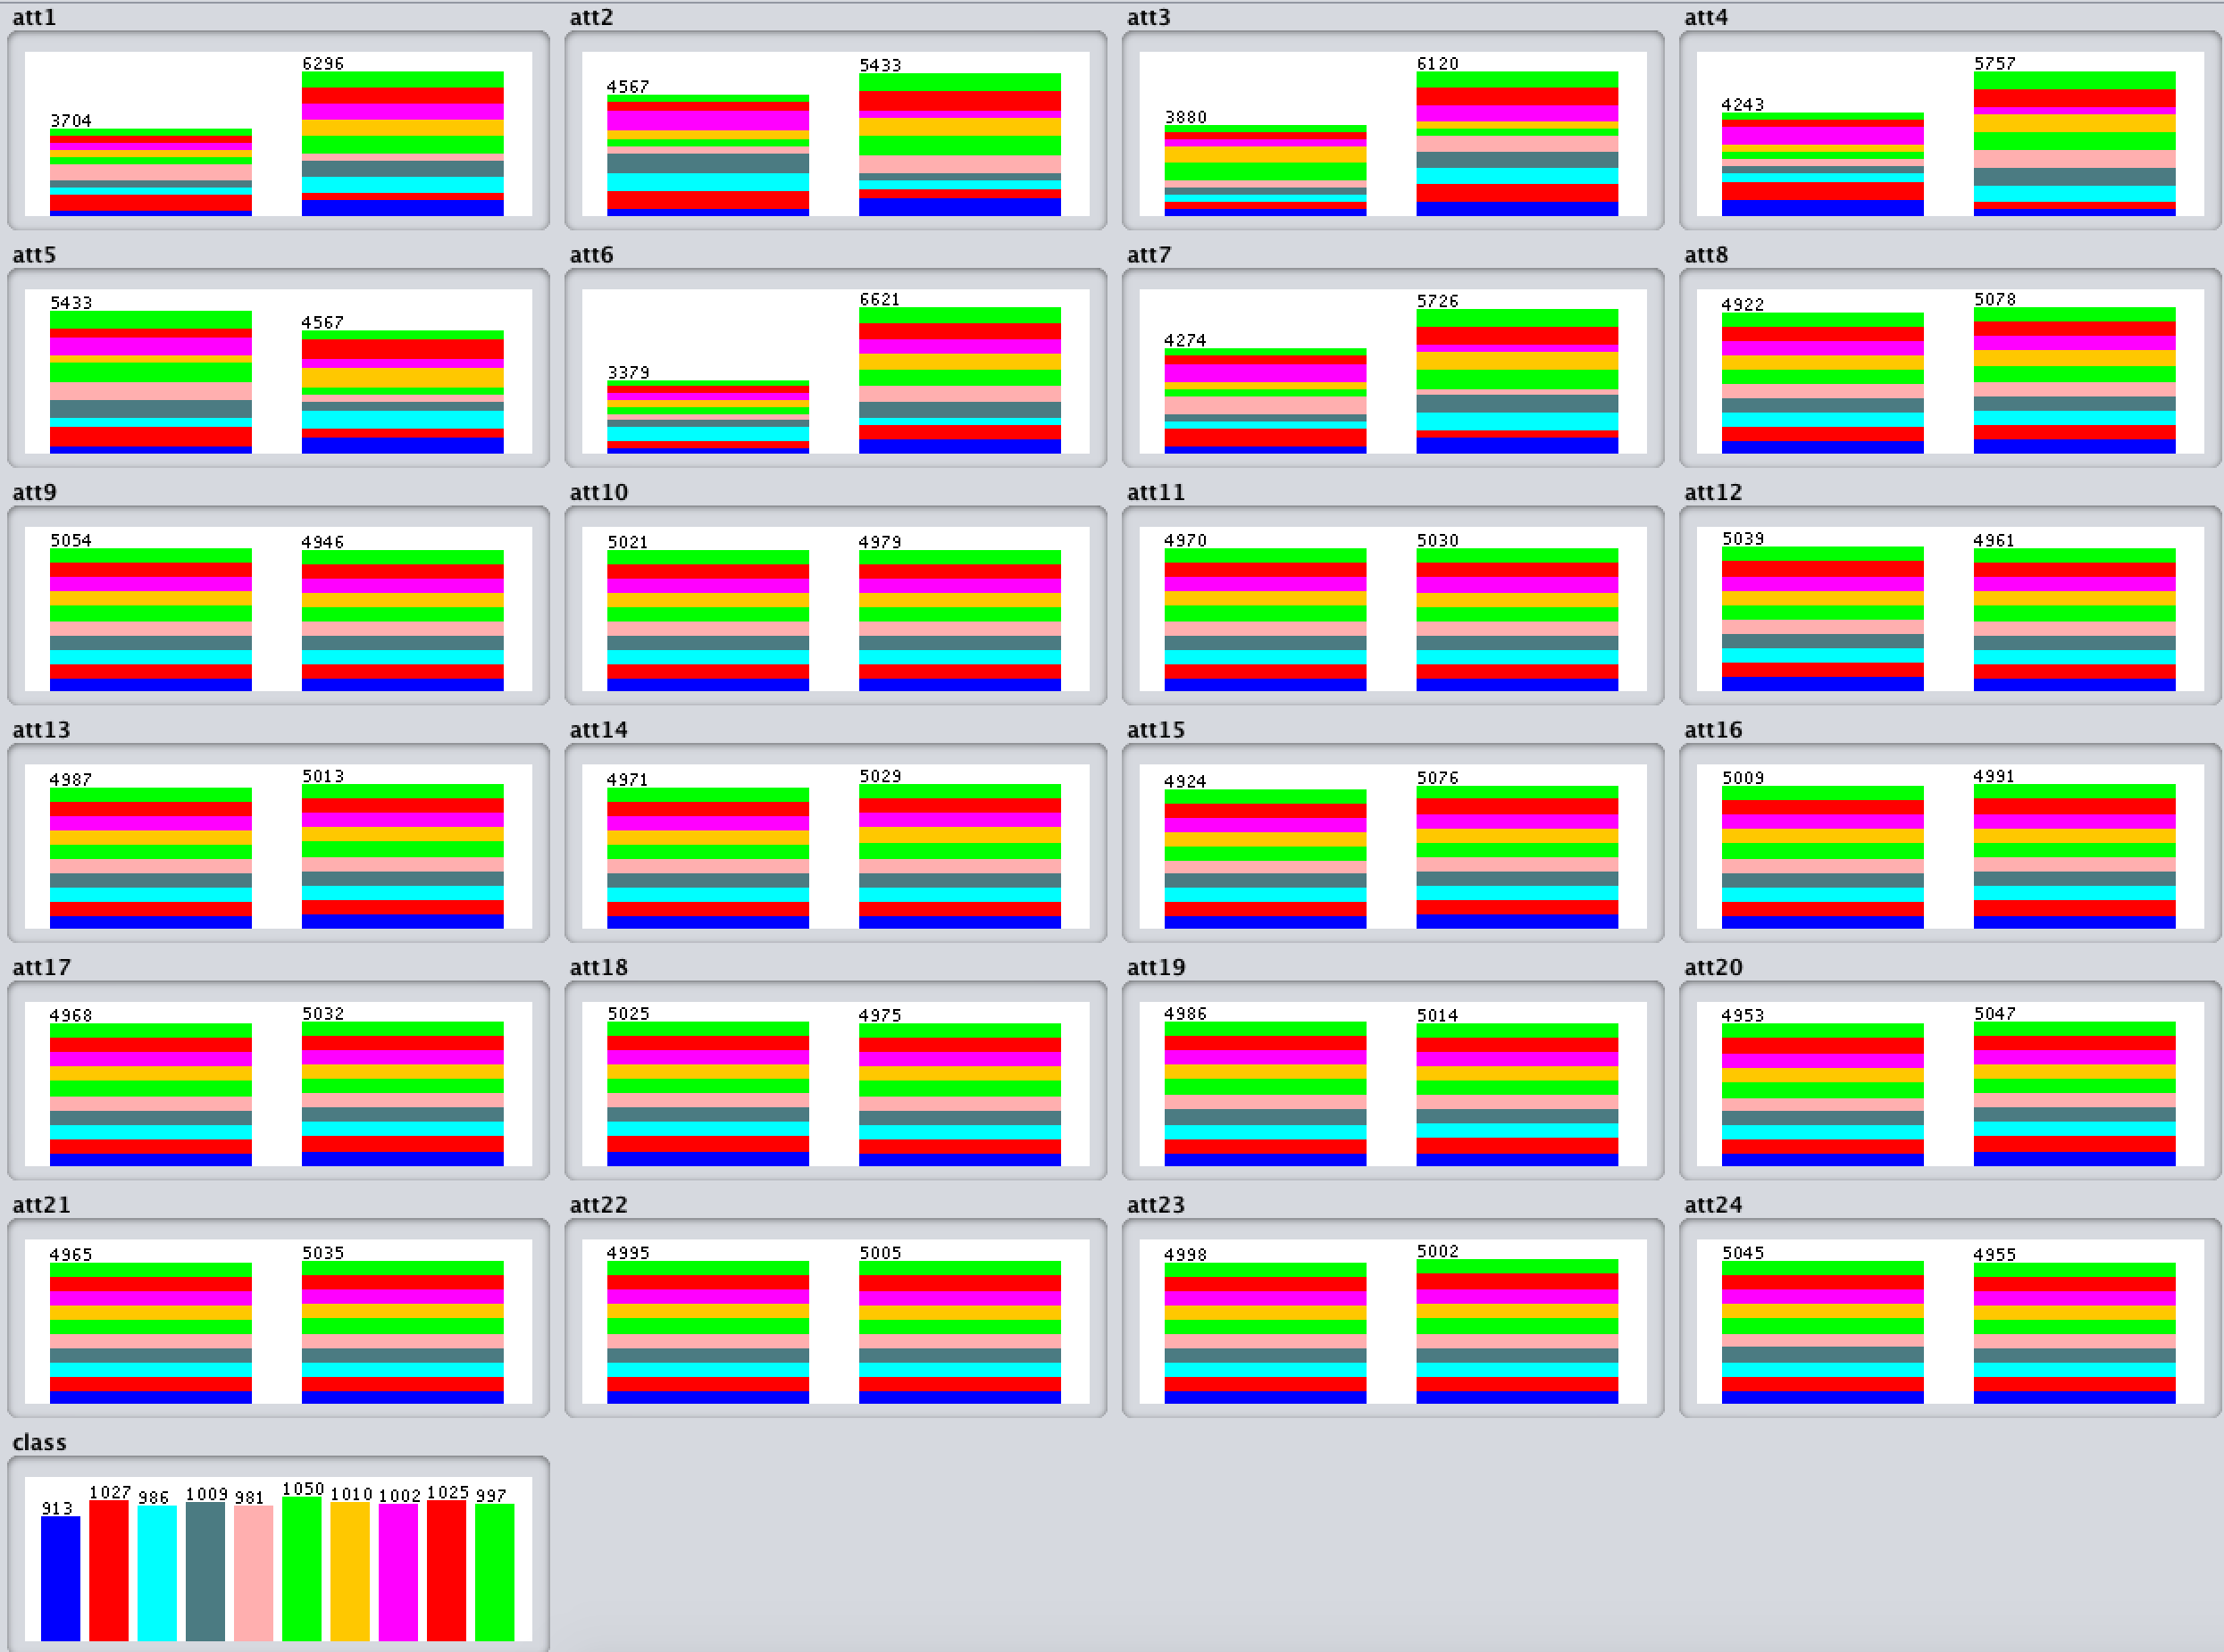 att1 att2 att3 att4
3704 6296 4567 5433 3880 6120 4243 5757
att5 att6 att7 att8
5433 4567 3379 6621 4274 5726 4922 5078
att9 att10 att11 att12
5054 4946 5021 4979 4970 5030 5039 4961
att13 att14 att15 att16
4987 5013 4971 5029 4924 5076 5009 4991
att17 att18 att19 att20
4968 5032 5025 4975 4986 5014 4953 5047
att21 att22 att23 att24
4965 5035 4995 5005 4998 5002 5045 4955
class
913 1027 986 1009 981 1050 1010 1002 1025 997